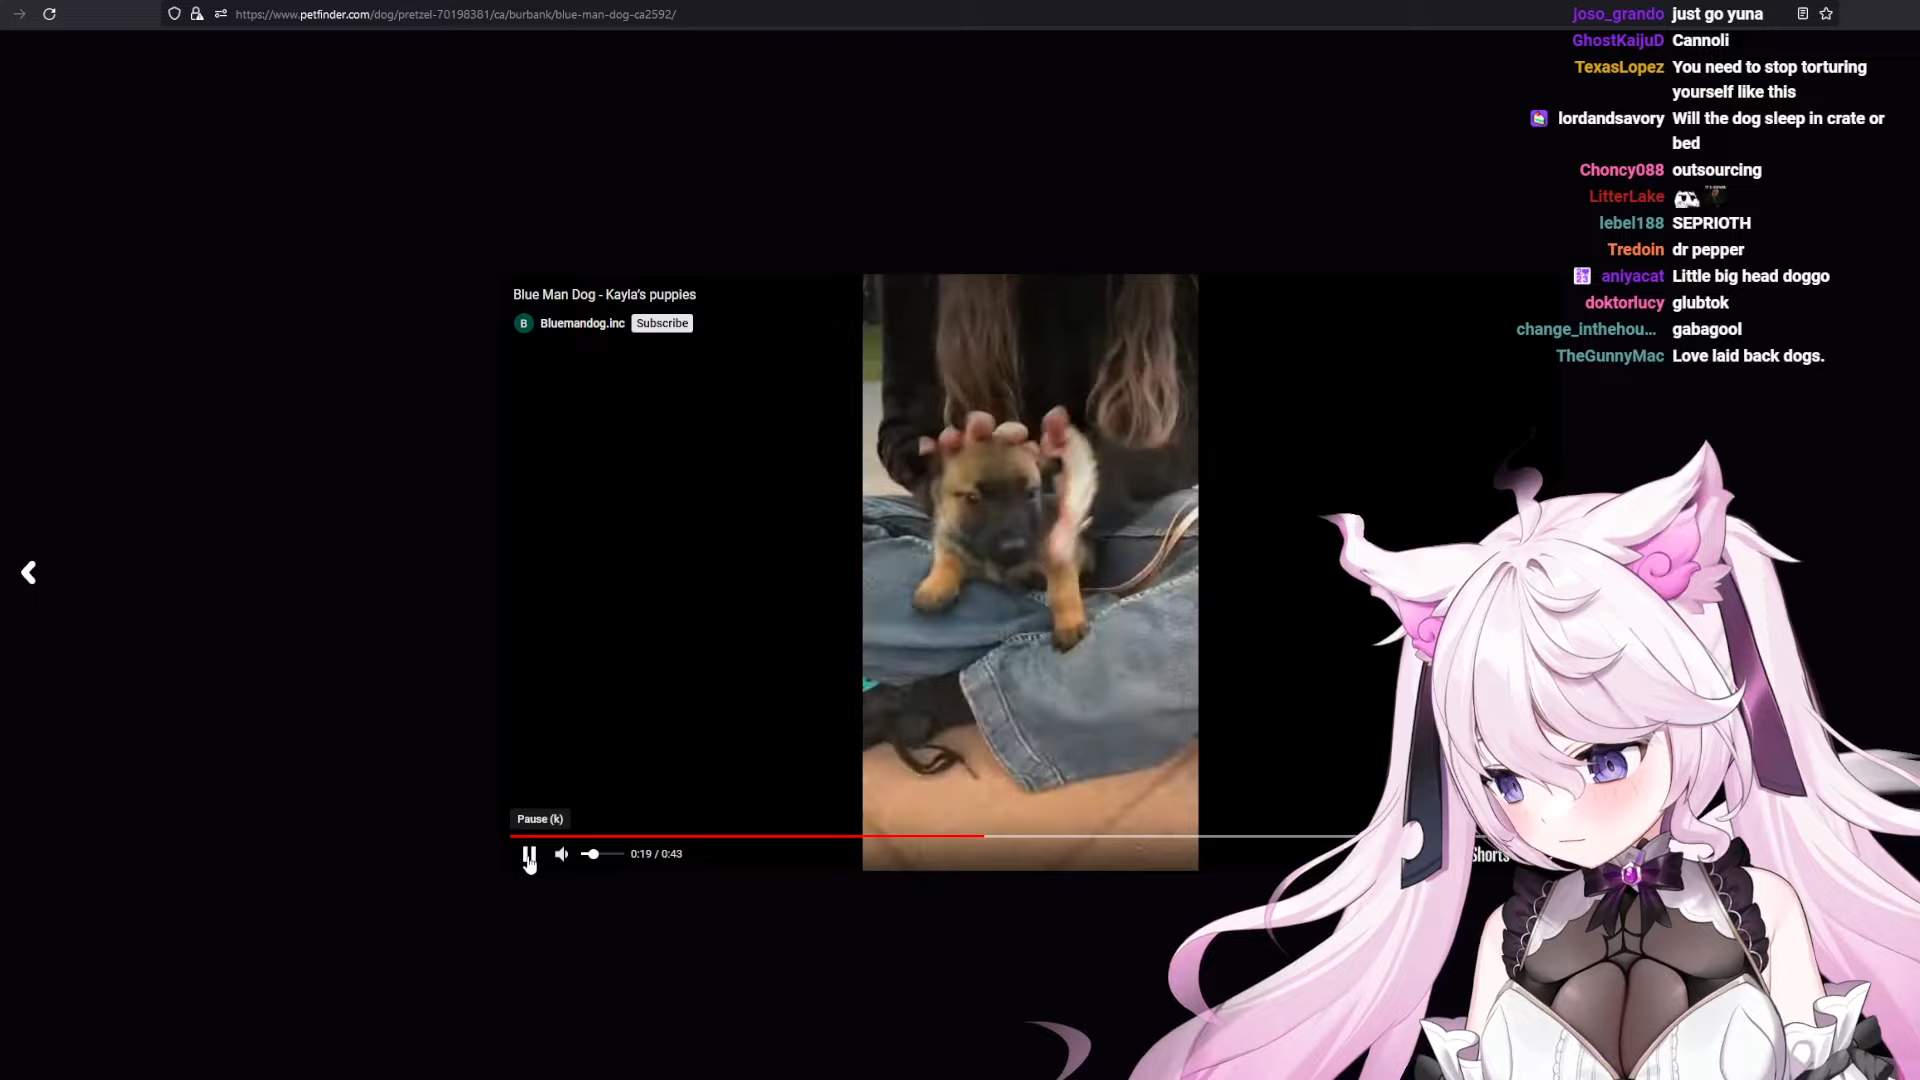 https://www.petfinder.com/dog/pretzel-70198381/ca/burbank/blue-man-dog-ca2592/
joso_grando just go yuna
GhostKaijuD Cannoli
TexasLopez You need to stop torturing
yourself like this
lordandsavory Will the dog sleep in crate or
bed
Choncy088 outsourcing
LitterLake
lebel188 SEPRIOTH
Tredoin dr pepper
aniyacat Little big head doggo
doktorlucy glubtok
change_inthehou... gabagool
TheGunnyMac Love laid back dogs.
Blue Man Dog - Kayla's puppies
B Bluemandog.inc Subscribe
Pause (k)
0:19 / 0:43
Shorts